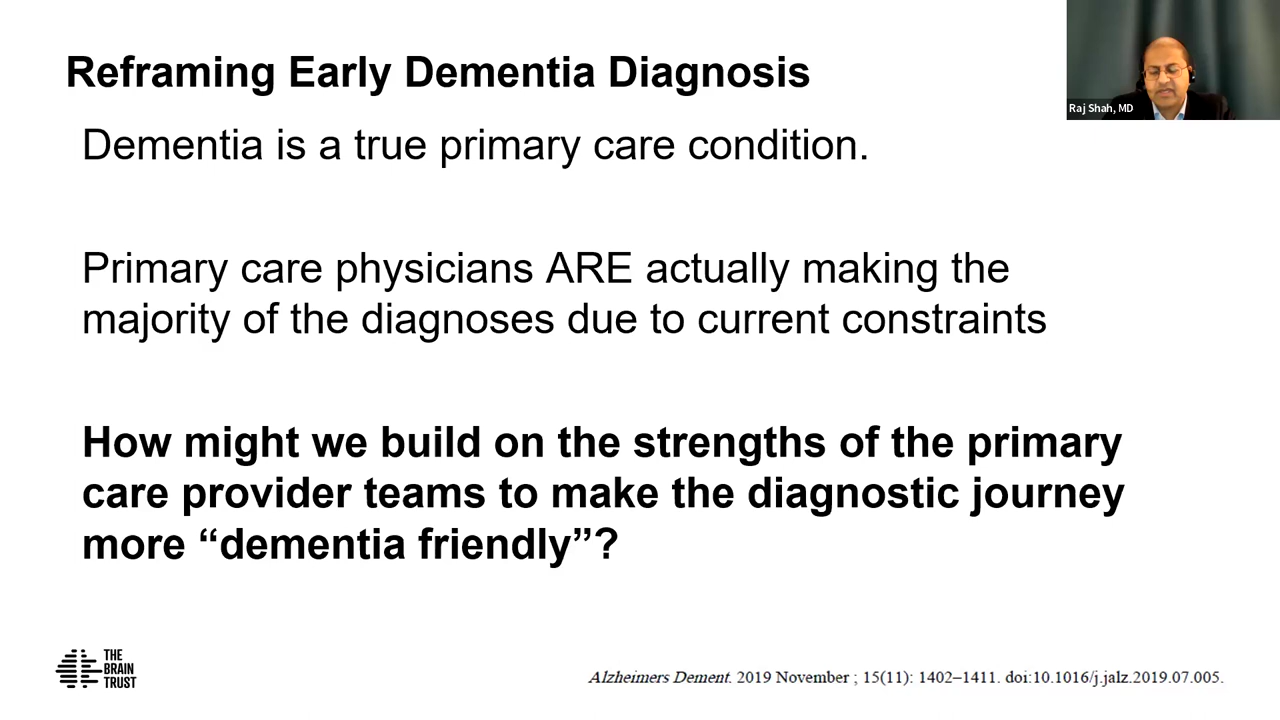 Reframing Early Dementia Diagnosis
Raj Shah, MD
Dementia is a true primary care condition.
Primary care physicians ARE actually making the
majority of the diagnoses due to current constraints
How might we build on the strengths of the primary
care provider teams to make the diagnostic journey
more “dementia friendly”?
THE
BRAIN
TRUST
Alzheimers Dement. 2019 November ; 15(11): 1402–1411. doi:10.1016/j.jalz.2019.07.005.